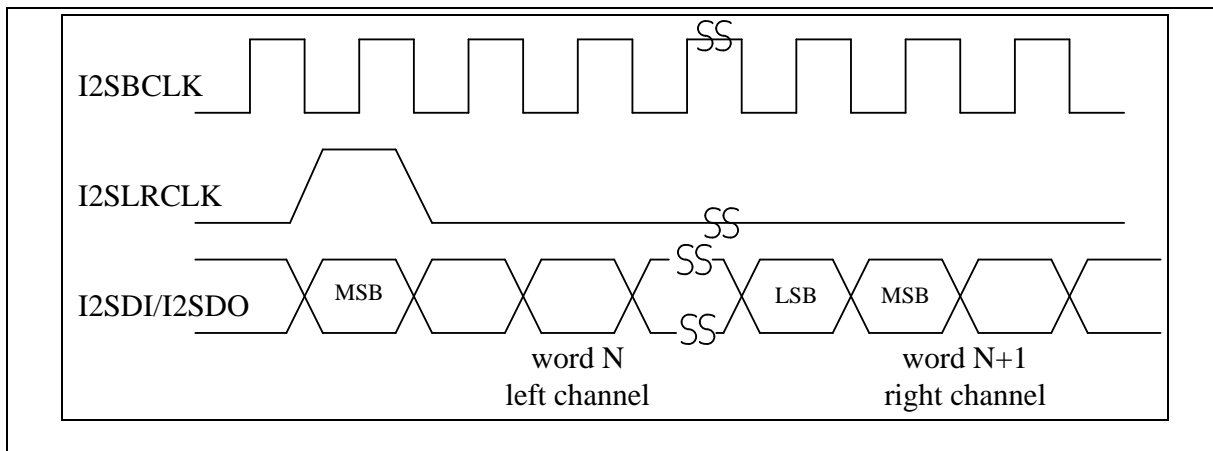 I2SBCLK
I2SLRCLK
I2SDI/I2SDO
MSB
LSB
MSB
word N
left channel
word N+1
right channel